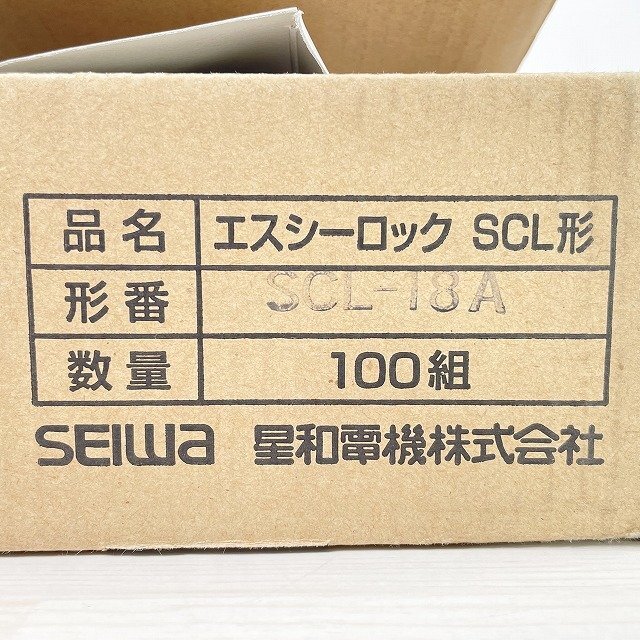 品名 エスシーロック SCL形
形番 SCL-18A
数量 100組
SEIWA 星和電機株式会社